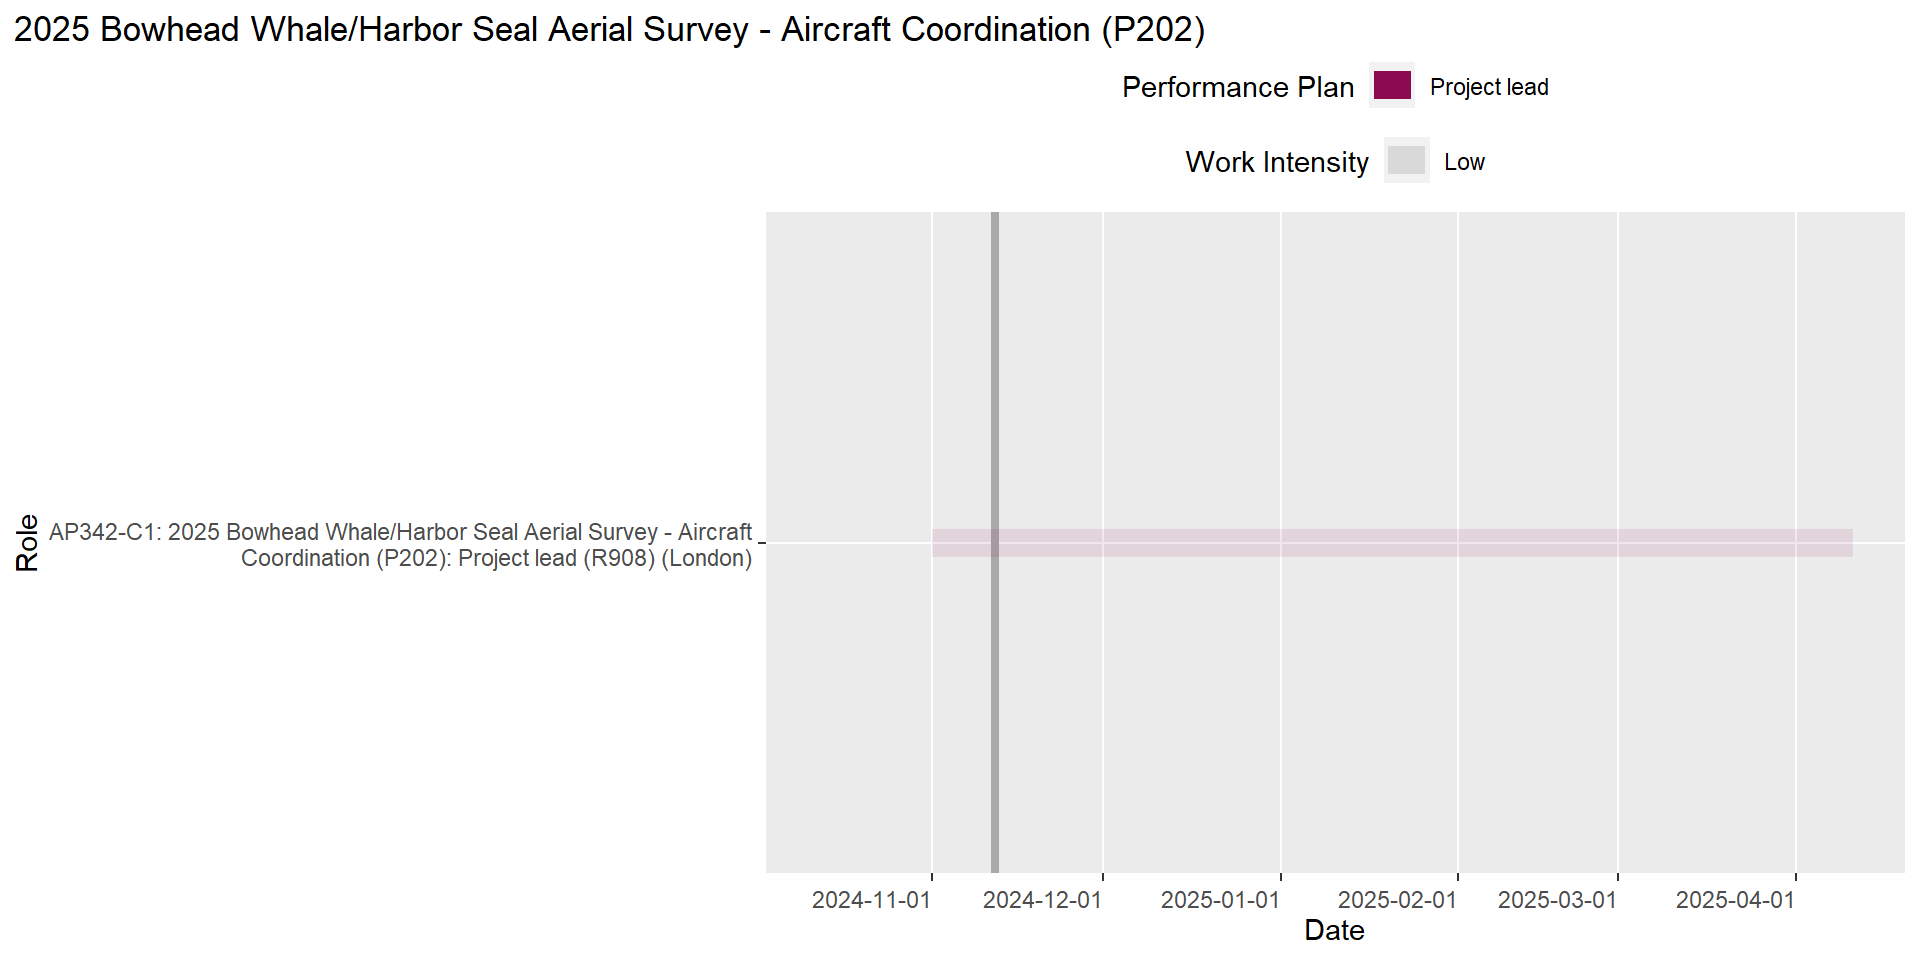 2025 Bowhead Whale/Harbor Seal Aerial Survey - Aircraft Coordination (P202)
Performance Plan
Project lead
Work Intensity
Low
Role
AP342-C1: 2025 Bowhead Whale/Harbor Seal Aerial Survey - Aircraft
Coordination (P202): Project lead (R908) (London)
2024-11-01
2024-12-01
2025-01-01
2025-02-01
2025-03-01
2025-04-01
Date